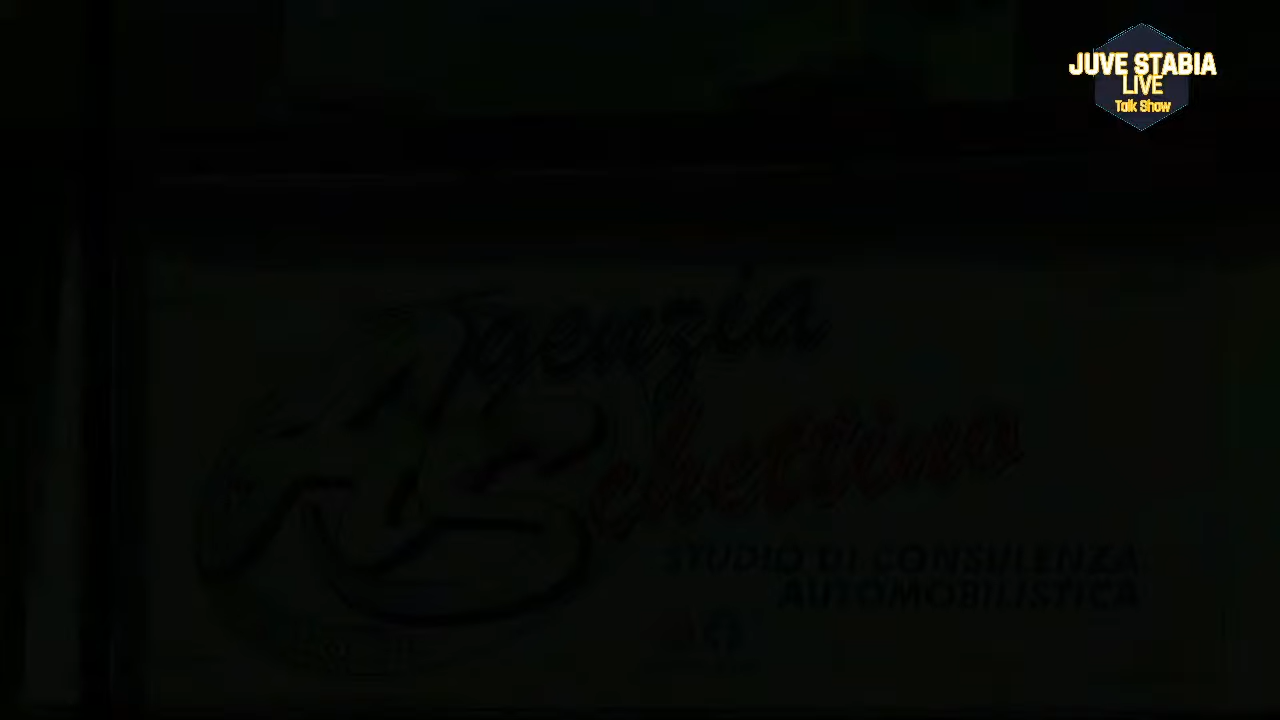 JUVE STABIA
LIVE
Talk Show
Agenzia
Schettino
STUDIO DI CONSULENZA
AUTOMOBILISTICA